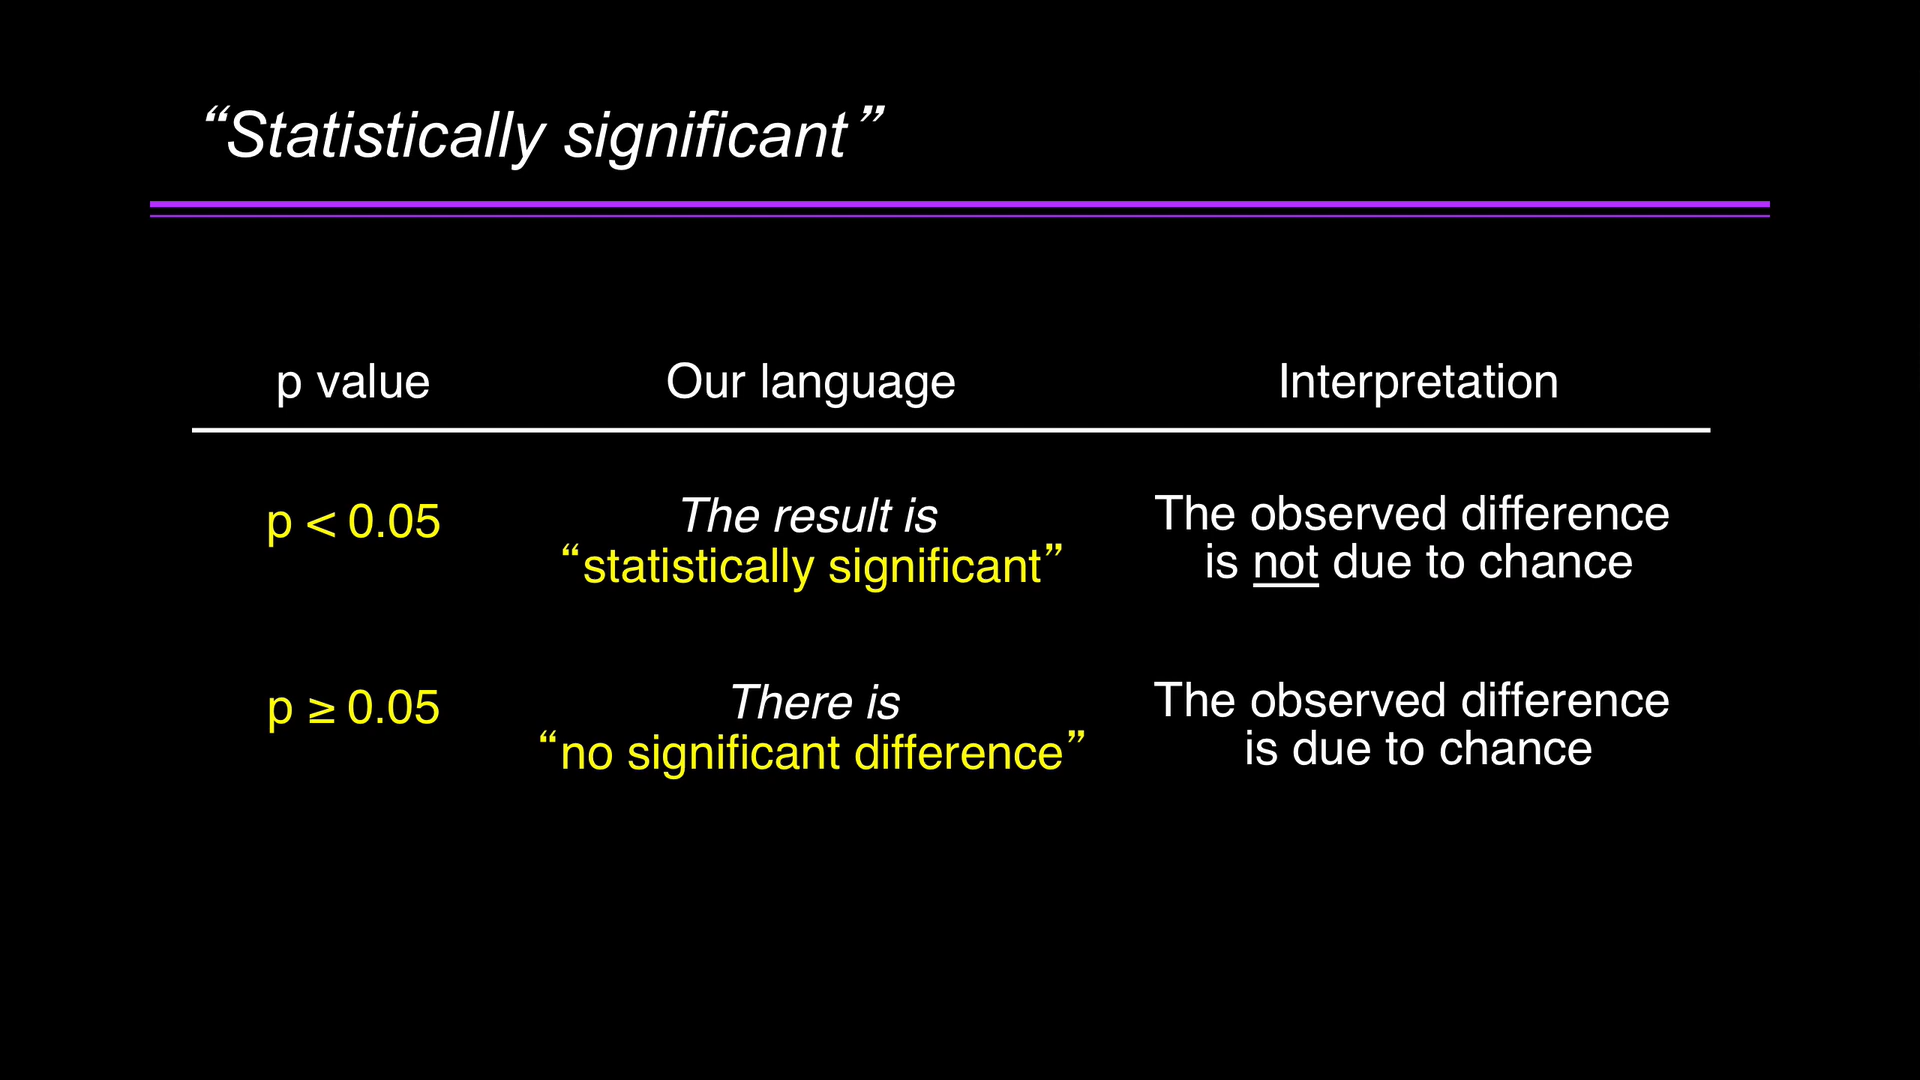 “Statistically significant”
p value Our language Interpretation
p < 0.05
The result is
“statistically significant”
The observed difference
is not due to chance
p ≥ 0.05
There is
“no significant difference”
The observed difference
is due to chance